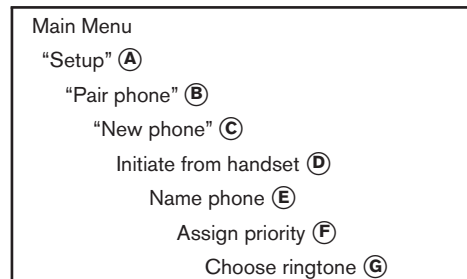 Main Menu
“Setup” Ⓐ
“Pair phone” Ⓑ
“New phone” Ⓒ
Initiate from handset Ⓓ
Name phone Ⓔ
Assign priority Ⓕ
Choose ringtone Ⓖ